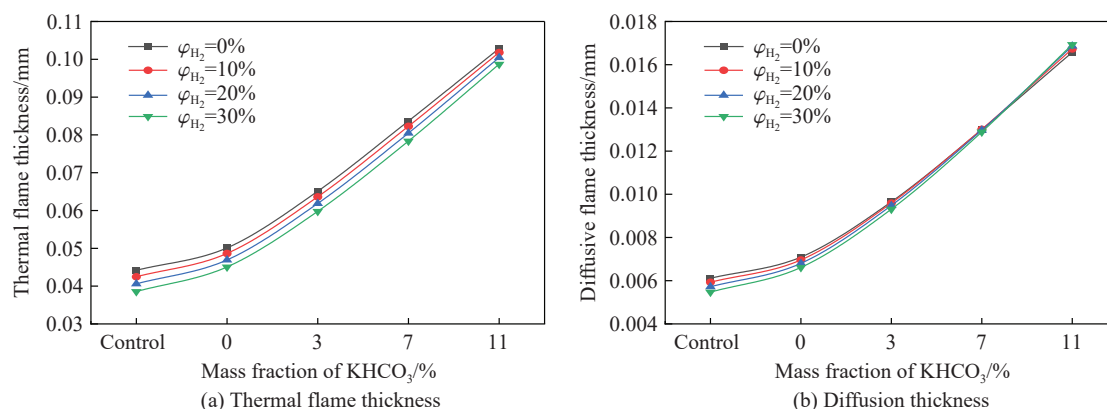 0.11
0.10
0.09
0.08
0.07
0.06
0.05
0.04
0.03
Thermal flame thickness/mm
φH₂=0%
φH₂=10%
φH₂=20%
φH₂=30%
Control 0 3 7 11
Mass fraction of KHCO₃/%
(a) Thermal flame thickness
0.018
0.016
0.014
0.012
0.010
0.008
0.006
0.004
Diffusive flame thickness/mm
φH₂=0%
φH₂=10%
φH₂=20%
φH₂=30%
Control 0 3 7 11
Mass fraction of KHCO₃/%
(b) Diffusion thickness